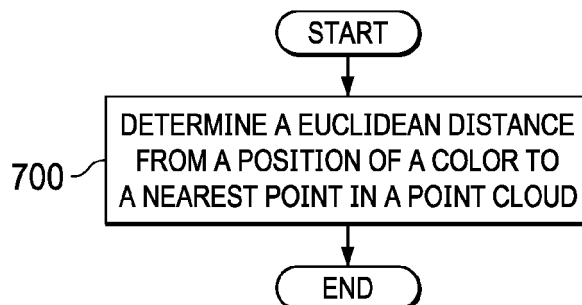 START
DETERMINE A EUCLIDEAN DISTANCE
FROM A POSITION OF A COLOR TO
A NEAREST POINT IN A POINT CLOUD
700
END